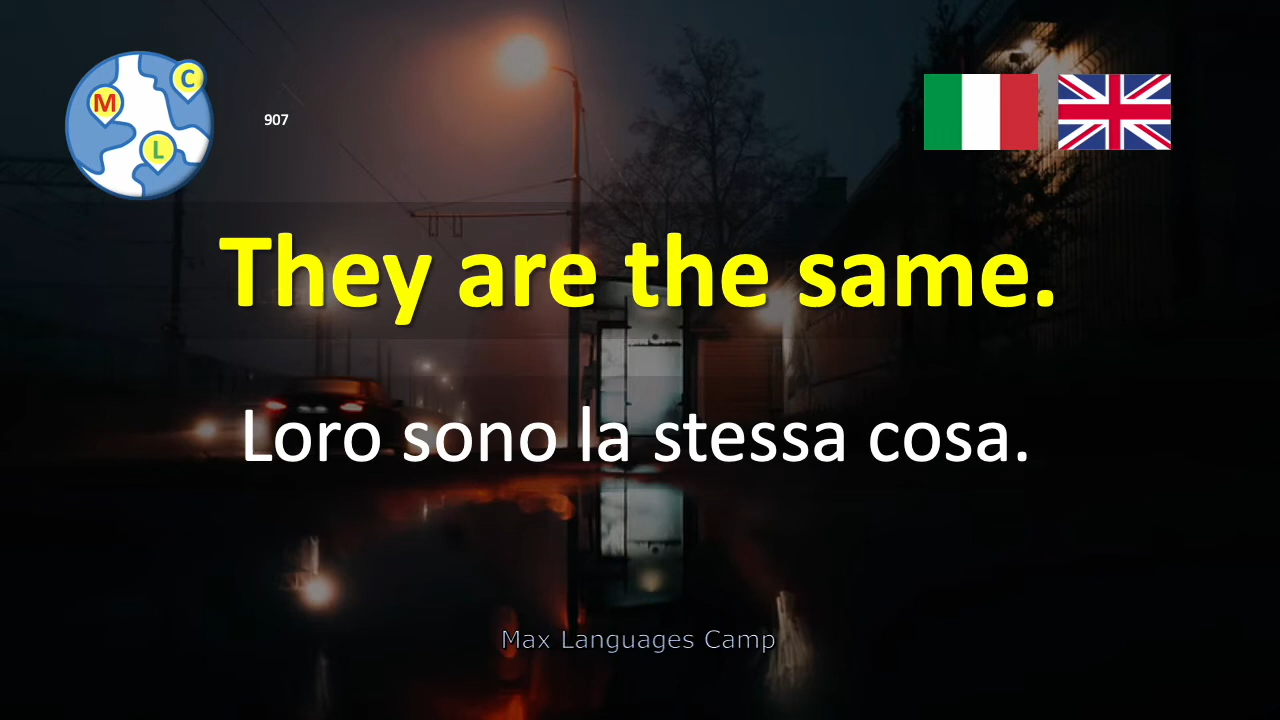 C
M
L
907
They are the same.
Loro sono la stessa cosa.
Max Languages Camp